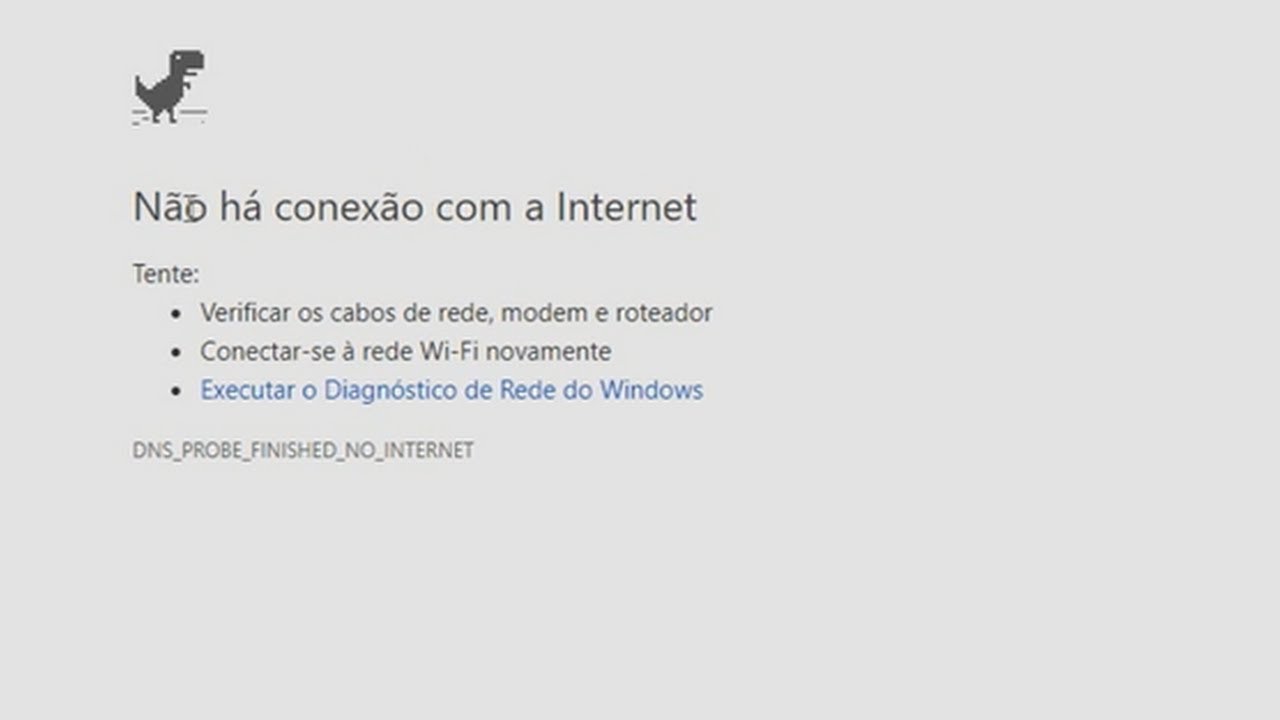 Não há conexão com a Internet
Tente:
• Verificar os cabos de rede, modem e roteador
• Conectar-se à rede Wi-Fi novamente
• Executar o Diagnóstico de Rede do Windows
DNS_PROBE_FINISHED_NO_INTERNET